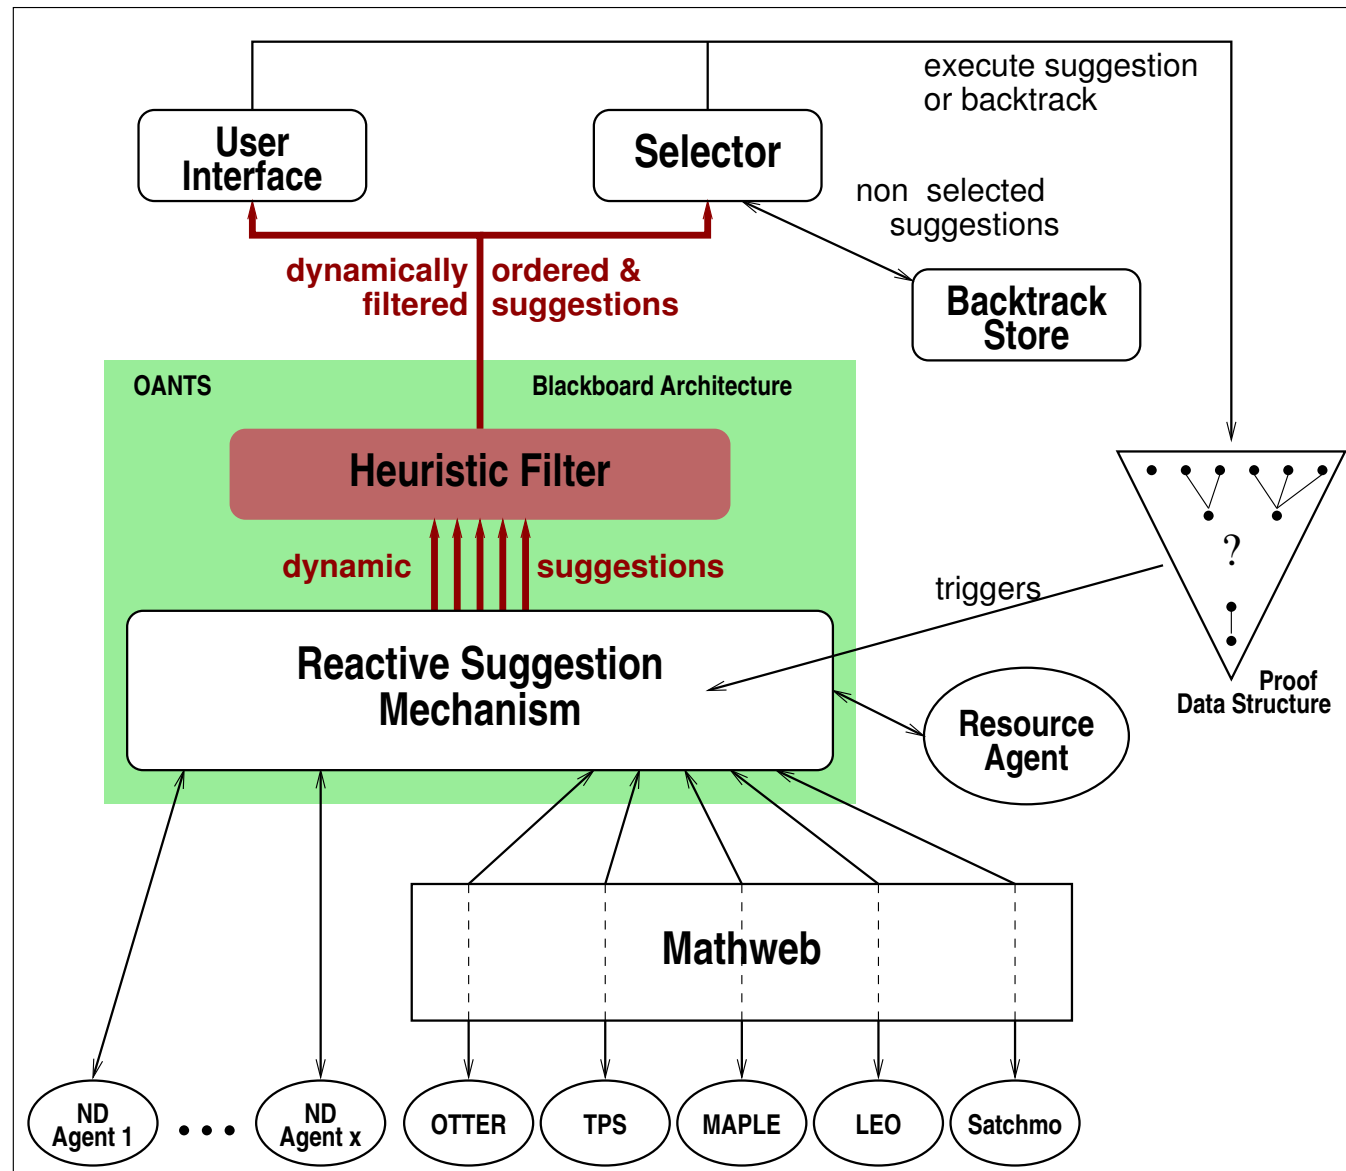 execute suggestion
or backtrack
User
Interface
Selector
non selected
suggestions
dynamically ordered &
filtered suggestions
Backtrack
Store
OANTS Blackboard Architecture
Heuristic Filter
dynamic suggestions
?
triggers
Reactive Suggestion
Mechanism
Proof
Data Structure
Resource
Agent
Mathweb
ND
Agent 1
ND
Agent x
OTTER
TPS
MAPLE
LEO
Satchmo